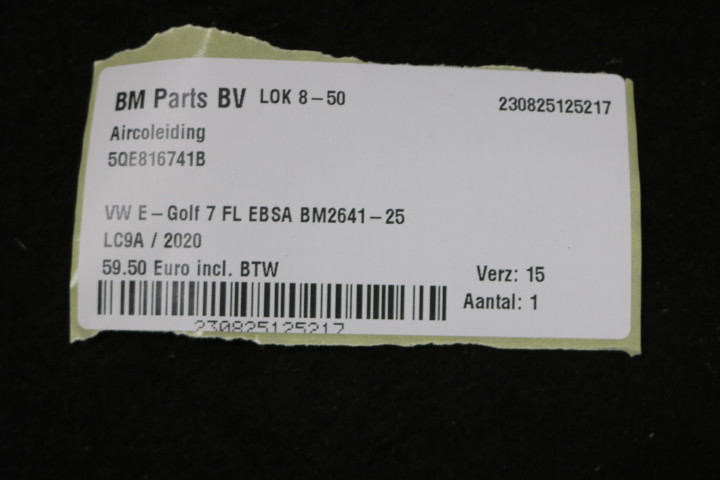 BM Parts BV LOK 8-50 230825125217
Aircoleiding
5QE816741B
VW E-Golf 7 FL EBSA BM2641-25
LC9A / 2020
59.50 Euro incl. BTW Verz: 15
Aantal: 1
230825125217